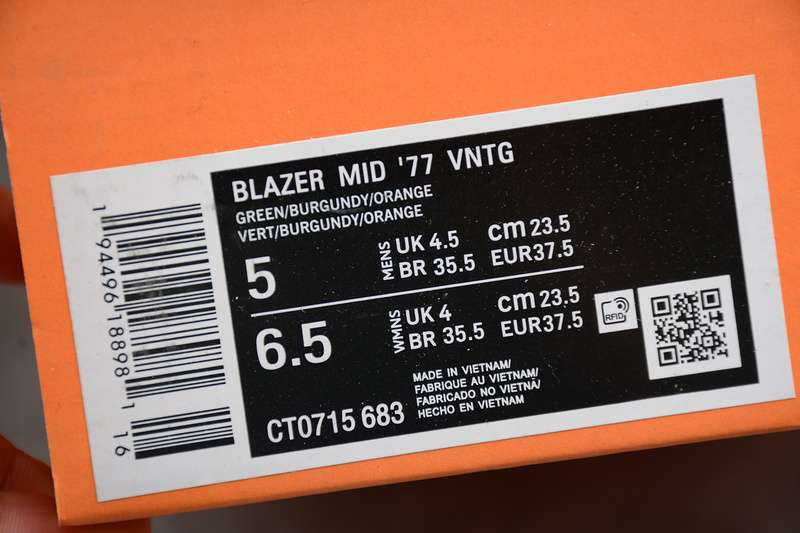 BLAZER MID '77 VNTG
GREEN/BURGUNDY/ORANGE
VERT/BURGUNDY/ORANGE
5
MENS
UK 4.5 cm 23.5
BR 35.5 EUR37.5
6.5
WMNS
UK 4 cm 23.5
BR 35.5 EUR37.5
RFID
CT0715 683
MADE IN VIETNAM/
FABRIQUE AU VIETNAM/
FABRICADO NO VIETNÃ/
HECHO EN VIETNAM
1 94496 18898 1 16